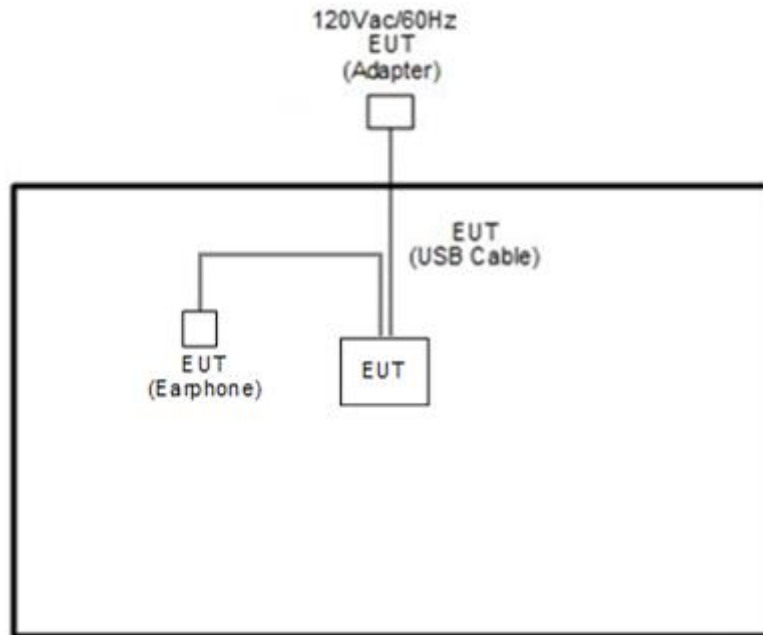 120Vac/60Hz
EUT
(Adapter)
EUT
(USB Cable)
EUT
(Earphone)
EUT